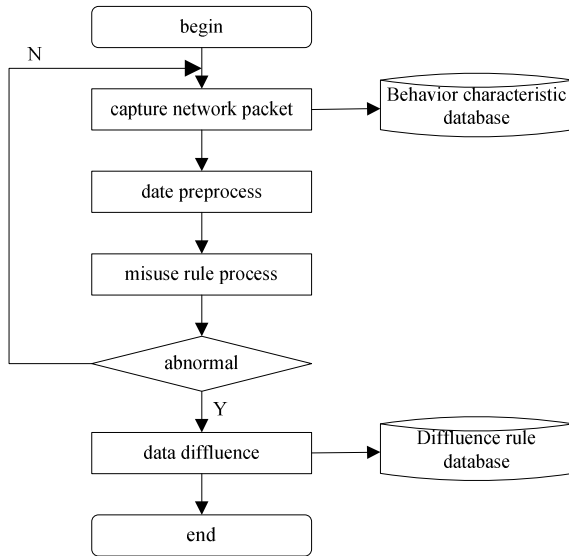 begin
N
capture network packet
Behavior characteristic
database
date preprocess
misuse rule process
abnormal
Y
data diffluence
Diffluence rule
database
end